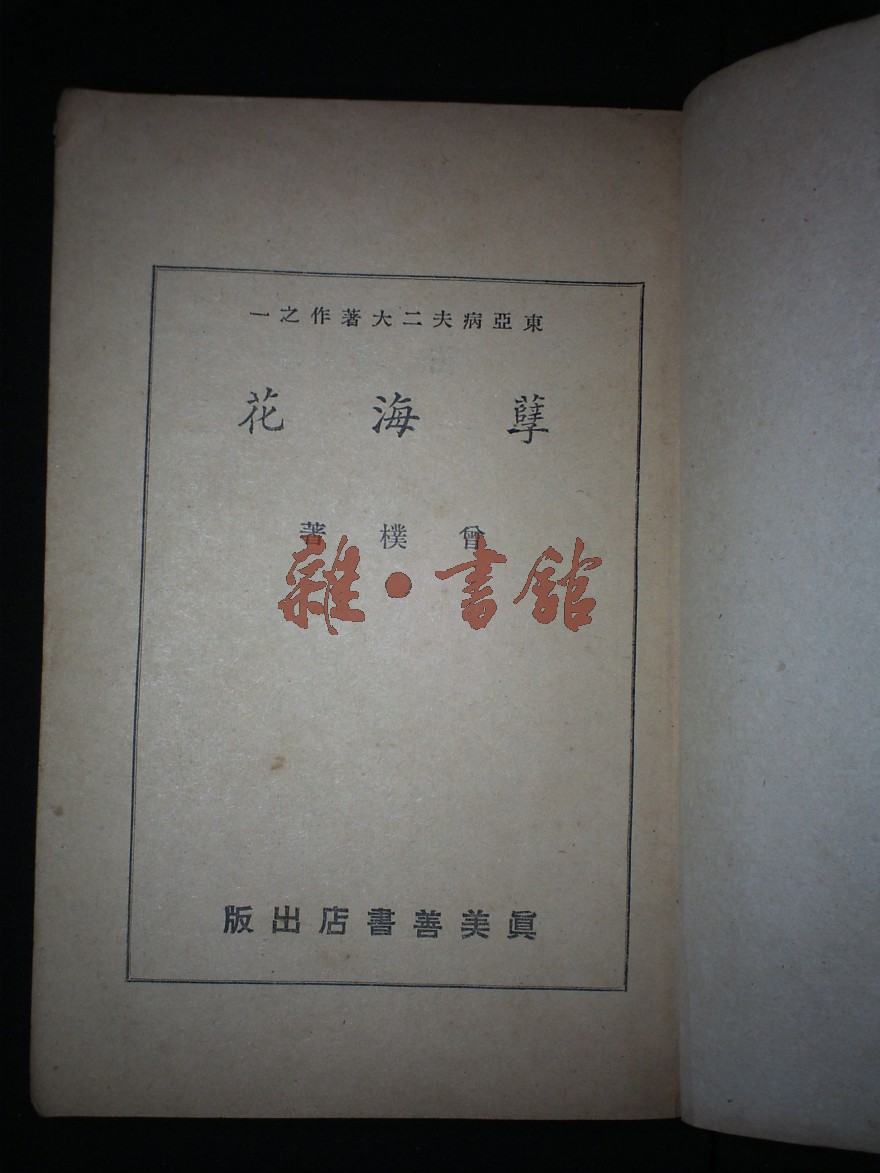 東亞病夫二大著作之一
孽海花
曾樸著
雜·書館
眞美善書店出版